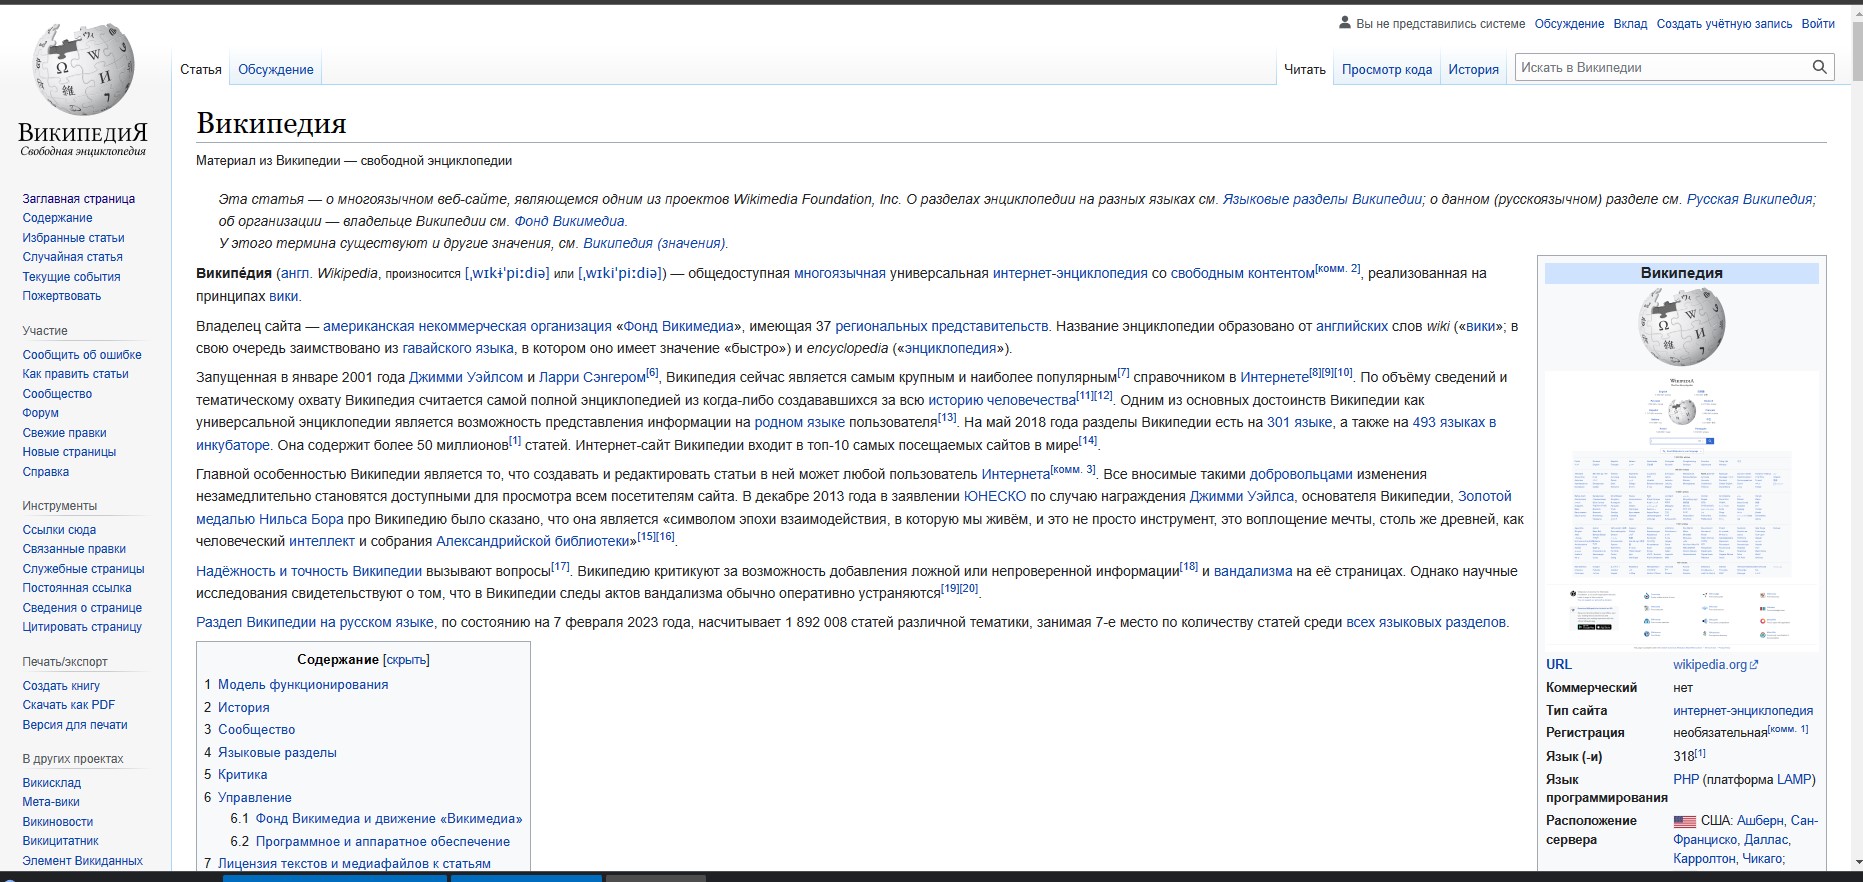 Вы не представились системе Обсуждение Вклад Создать учётную запись Войти
Статья Обсуждение Читать Просмотр кода История Искать в Википедии
ВикипедиЯ
Свободная энциклопедия
Заглавная страница
Содержание
Избранные статьи
Случайная статья
Текущие события
Пожертвовать
Участие
Сообщить об ошибке
Как править статьи
Сообщество
Форум
Свежие правки
Новые страницы
Справка
Инструменты
Ссылки сюда
Связанные правки
Служебные страницы
Постоянная ссылка
Сведения о странице
Цитировать страницу
Печать/экспорт
Создать книгу
Скачать как PDF
Версия для печати
В других проектах
Викисклад
Мета-вики
Викиновости
Викицитатник
Элемент Викиданных
Википедия
Материал из Википедии — свободной энциклопедии
Эта статья — о многоязычном веб-сайте, являющемся одним из проектов Wikimedia Foundation, Inc. О разделах энциклопедии на разных языках см. Языковые разделы Википедии; о данном (русскоязычном) разделе см. Русская Википедия;
об организации — владельце Википедии см. Фонд Викимедиа.
У этого термина существуют и другие значения, см. Википедия (значения).
Википе́дия (англ. Wikipedia, произносится [ˌwɪkɨˈpiːdiə] или [ˌwɪkiˈpiːdiə]) — общедоступная многоязычная универсальная интернет-энциклопедия со свободным контентом[комм. 2], реализованная на
принципах вики.
Владелец сайта — американская некоммерческая организация «Фонд Викимедиа», имеющая 37 региональных представительств. Название энциклопедии образовано от английских слов wiki («вики»; в
свою очередь заимствовано из гавайского языка, в котором оно имеет значение «быстро») и encyclopedia («энциклопедия»).
Запущенная в январе 2001 года Джимми Уэйлсом и Ларри Сэнгером[6], Википедия сейчас является самым крупным и наиболее популярным[7] справочником в Интернете[8][9][10]. По объёму сведений и
тематическому охвату Википедия считается самой полной энциклопедией из когда-либо создававшихся за всю историю человечества[11][12]. Одним из основных достоинств Википедии как
универсальной энциклопедии является возможность представления информации на родном языке пользователя[13]. На май 2018 года разделы Википедии есть на 301 языке, а также на 493 языках в
инкубаторе. Она содержит более 50 миллионов[1] статей. Интернет-сайт Википедии входит в топ-10 самых посещаемых сайтов в мире[14].
Главной особенностью Википедии является то, что создавать и редактировать статьи в ней может любой пользователь Интернета[комм. 3]. Все вносимые такими добровольцами изменения
незамедлительно становятся доступными для просмотра всем посетителям сайта. В декабре 2013 года в заявлении ЮНЕСКО по случаю награждения Джимми Уэйлса, основателя Википедии, Золотой
медалью Нильса Бора про Википедию было сказано, что она является «символом эпохи взаимодействия, в которую мы живём, и это не просто инструмент, это воплощение мечты, столь же древней, как
человеческий интеллект и собрания Александрийской библиотеки»[15][16].
Надёжность и точность Википедии вызывают вопросы[17]. Википедию критикуют за возможность добавления ложной или непроверенной информации[18] и вандализма на её страницах. Однако научные
исследования свидетельствуют о том, что в Википедии следы актов вандализма обычно оперативно устраняются[19][20].
Раздел Википедии на русском языке, по состоянию на 7 февраля 2023 года, насчитывает 1 892 008 статей различной тематики, занимая 7-е место по количеству статей среди всех языковых разделов.
Содержание [скрыть]
1 Модель функционирования
2 История
3 Сообщество
4 Языковые разделы
5 Критика
6 Управление
6.1 Фонд Викимедиа и движение «Викимедиа»
6.2 Программное и аппаратное обеспечение
7 Лицензия текстов и медиафайлов к статьям
Википедия
URL wikipedia.org
Коммерческий нет
Тип сайта интернет-энциклопедия
Регистрация необязательная[комм. 1]
Язык (-и) 318[1]
Язык PHP (платформа LAMP)
программирования
Расположение США: Ашберн, Сан-
сервера Франциско, Даллас,
Карролтон, Чикаго;